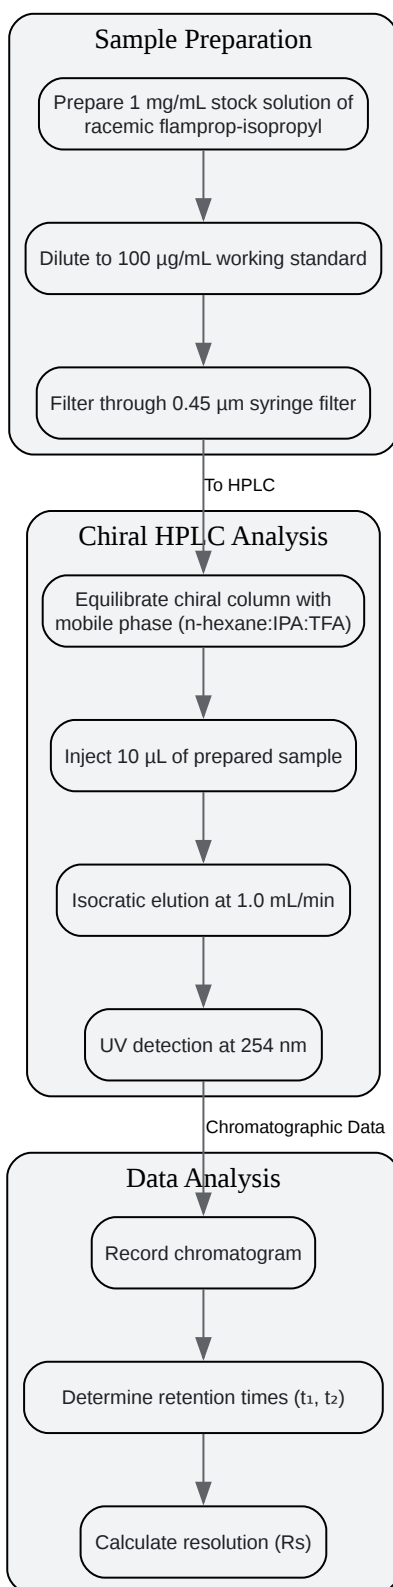 Sample Preparation
Prepare 1 mg/mL stock solution of
racemic flamprop-isopropyl
Dilute to 100 µg/mL working standard
Filter through 0.45 µm syringe filter
To HPLC
Chiral HPLC Analysis
Equilibrate chiral column with
mobile phase (n-hexane:IPA:TFA)
Inject 10 µL of prepared sample
Isocratic elution at 1.0 mL/min
UV detection at 254 nm
Chromatographic Data
Data Analysis
Record chromatogram
Determine retention times (t₁, t₂)
Calculate resolution (Rs)